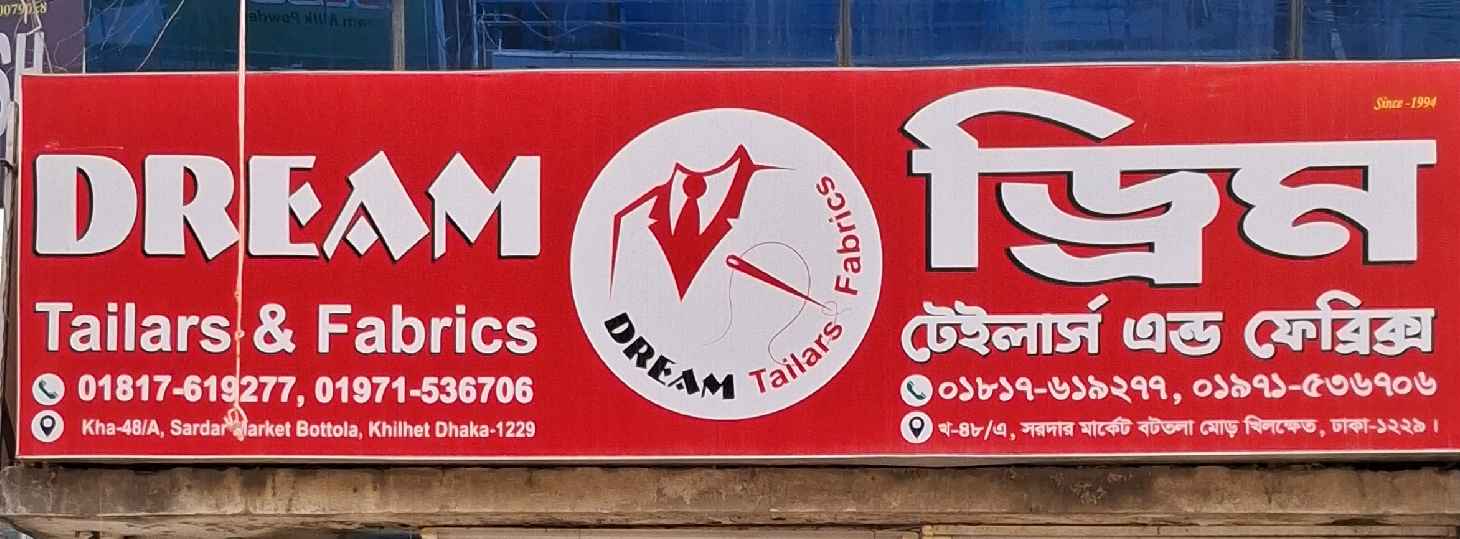 DREAM
Tailars & Fabrics
01817-619277, 01971-536706
Kha-48/A, Sardar Market Bottola, Khilhet Dhaka-1229
DREAM Tailars Fabrics
Since -1994
ড্রিম
টেইলার্স এন্ড ফেব্রিক্স
০১৮১৭-৬১৯২৭৭, ০১৯৭১-৫৩৬৭০৬
খ-৪৮/এ, সরদার মার্কেট বটতলা মোড় খিলক্ষেত, ঢাকা-১২২৯।